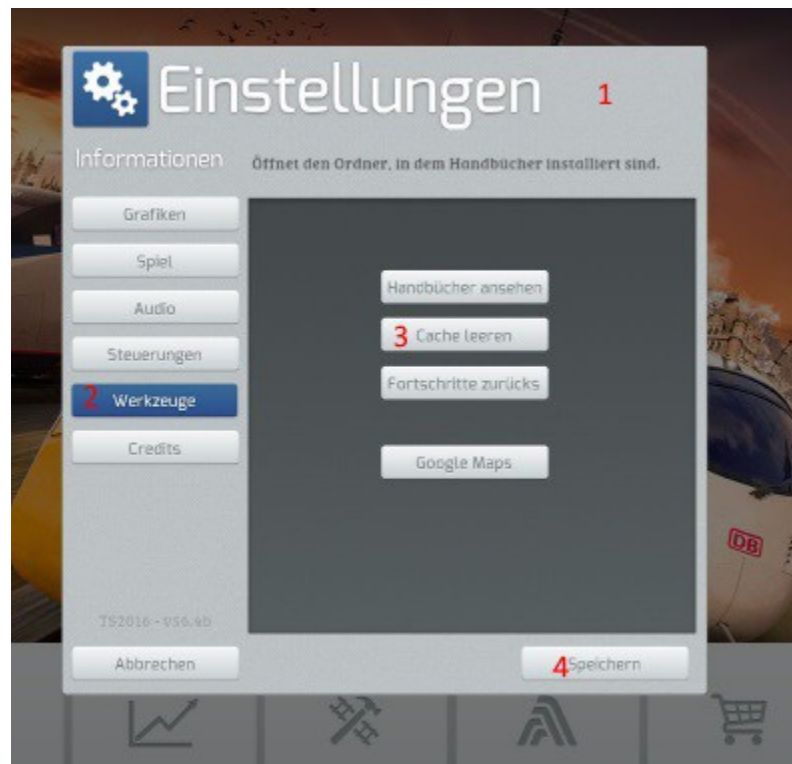 Einstellungen 1
Informationen
Öffnet den Ordner, in dem Handbücher installiert sind.
Grafiken
Spiel
Audio
Steuerungen
2 Werkzeuge
Credits
Handbücher ansehen
3 Cache leeren
Fortschritte zurücks
Google Maps
TS2016 - V56.4b
Abbrechen
4 Speichern
DB